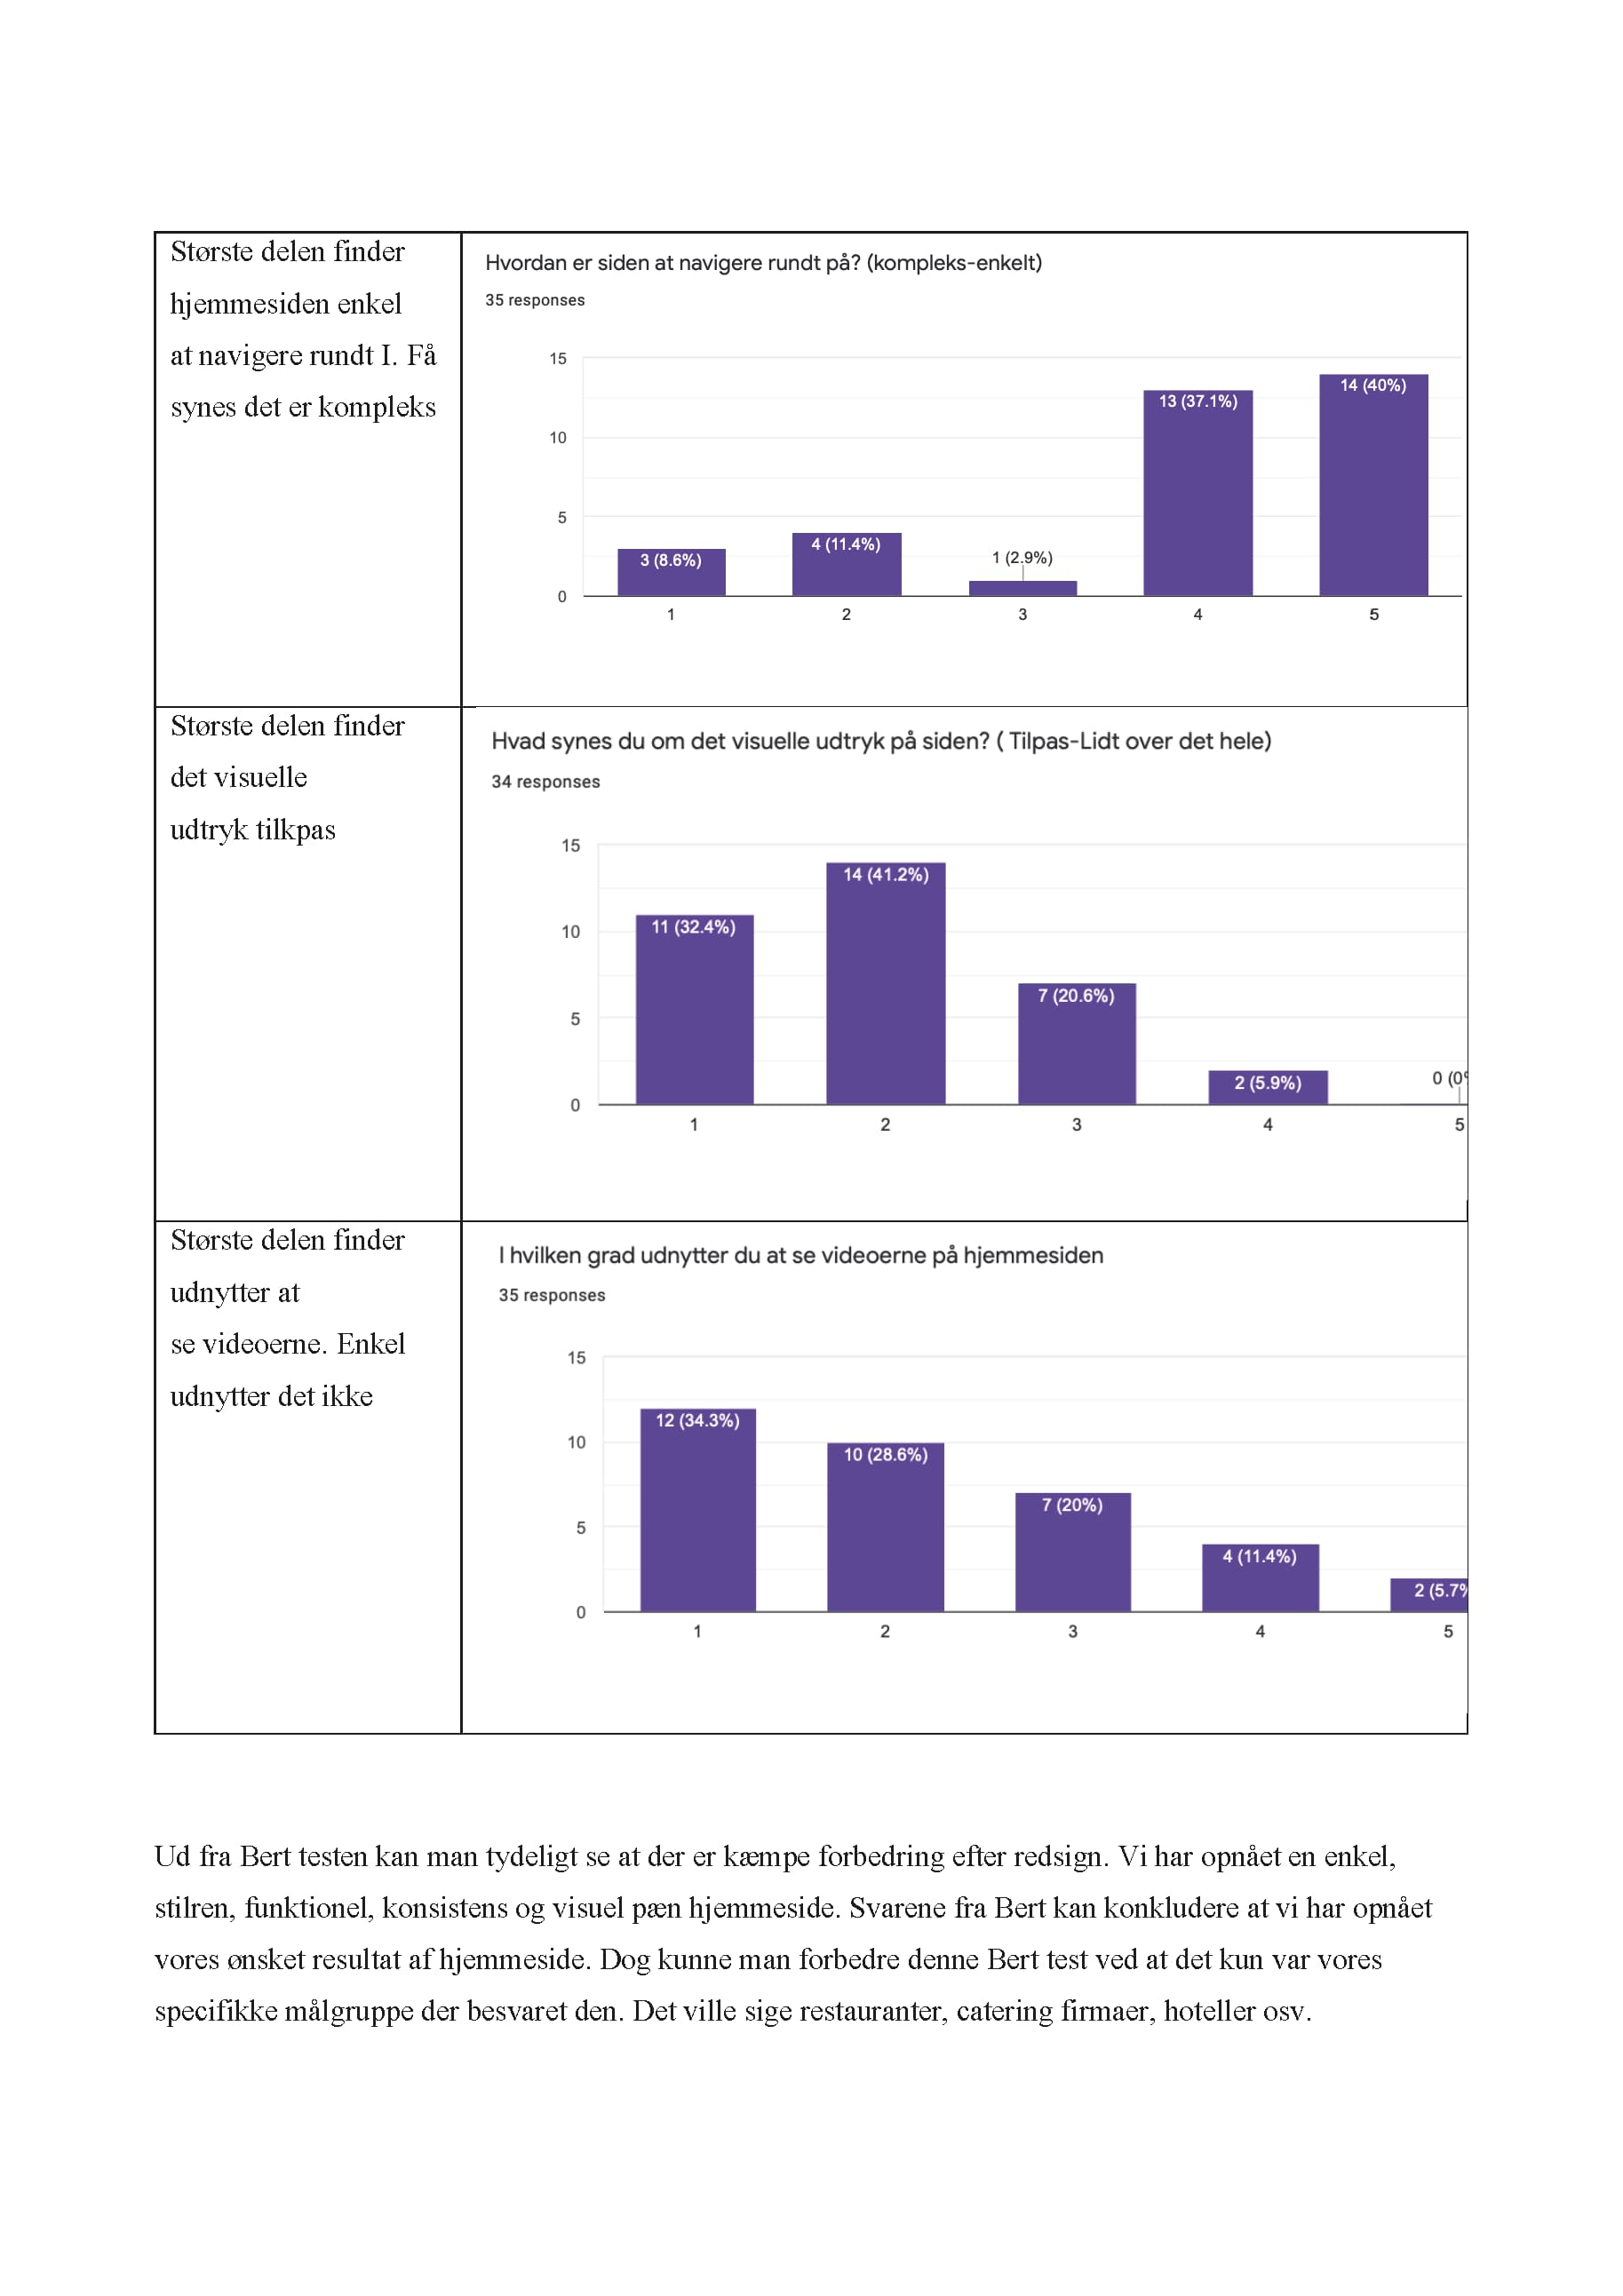 Største delen finder
hjemmesiden enkel
at navigere rundt I. Få
synes det er kompleks
Hvordan er siden at navigere rundt på? (kompleks-enkelt)
35 responses
15
10
5
0
3 (8.6%)
4 (11.4%)
1 (2.9%)
13 (37.1%)
14 (40%)
1 2 3 4 5
Største delen finder
det visuelle
udtryk tilkpas
Hvad synes du om det visuelle udtryk på siden? ( Tilpas-Lidt over det hele)
34 responses
15
10
5
0
11 (32.4%)
14 (41.2%)
7 (20.6%)
2 (5.9%)
0 (0%
1 2 3 4 5
Største delen finder
udnytter at
se videoerne. Enkel
udnytter det ikke
I hvilken grad udnytter du at se videoerne på hjemmesiden
35 responses
15
10
5
0
12 (34.3%)
10 (28.6%)
7 (20%)
4 (11.4%)
2 (5.7%
1 2 3 4 5
Ud fra Bert testen kan man tydeligt se at der er kæmpe forbedring efter redsign. Vi har opnået en enkel,
stilren, funktionel, konsistens og visuel pæn hjemmeside. Svarene fra Bert kan konkludere at vi har opnået
vores ønsket resultat af hjemmeside. Dog kunne man forbedre denne Bert test ved at det kun var vores
specifikke målgruppe der besvaret den. Det ville sige restauranter, catering firmaer, hoteller osv.